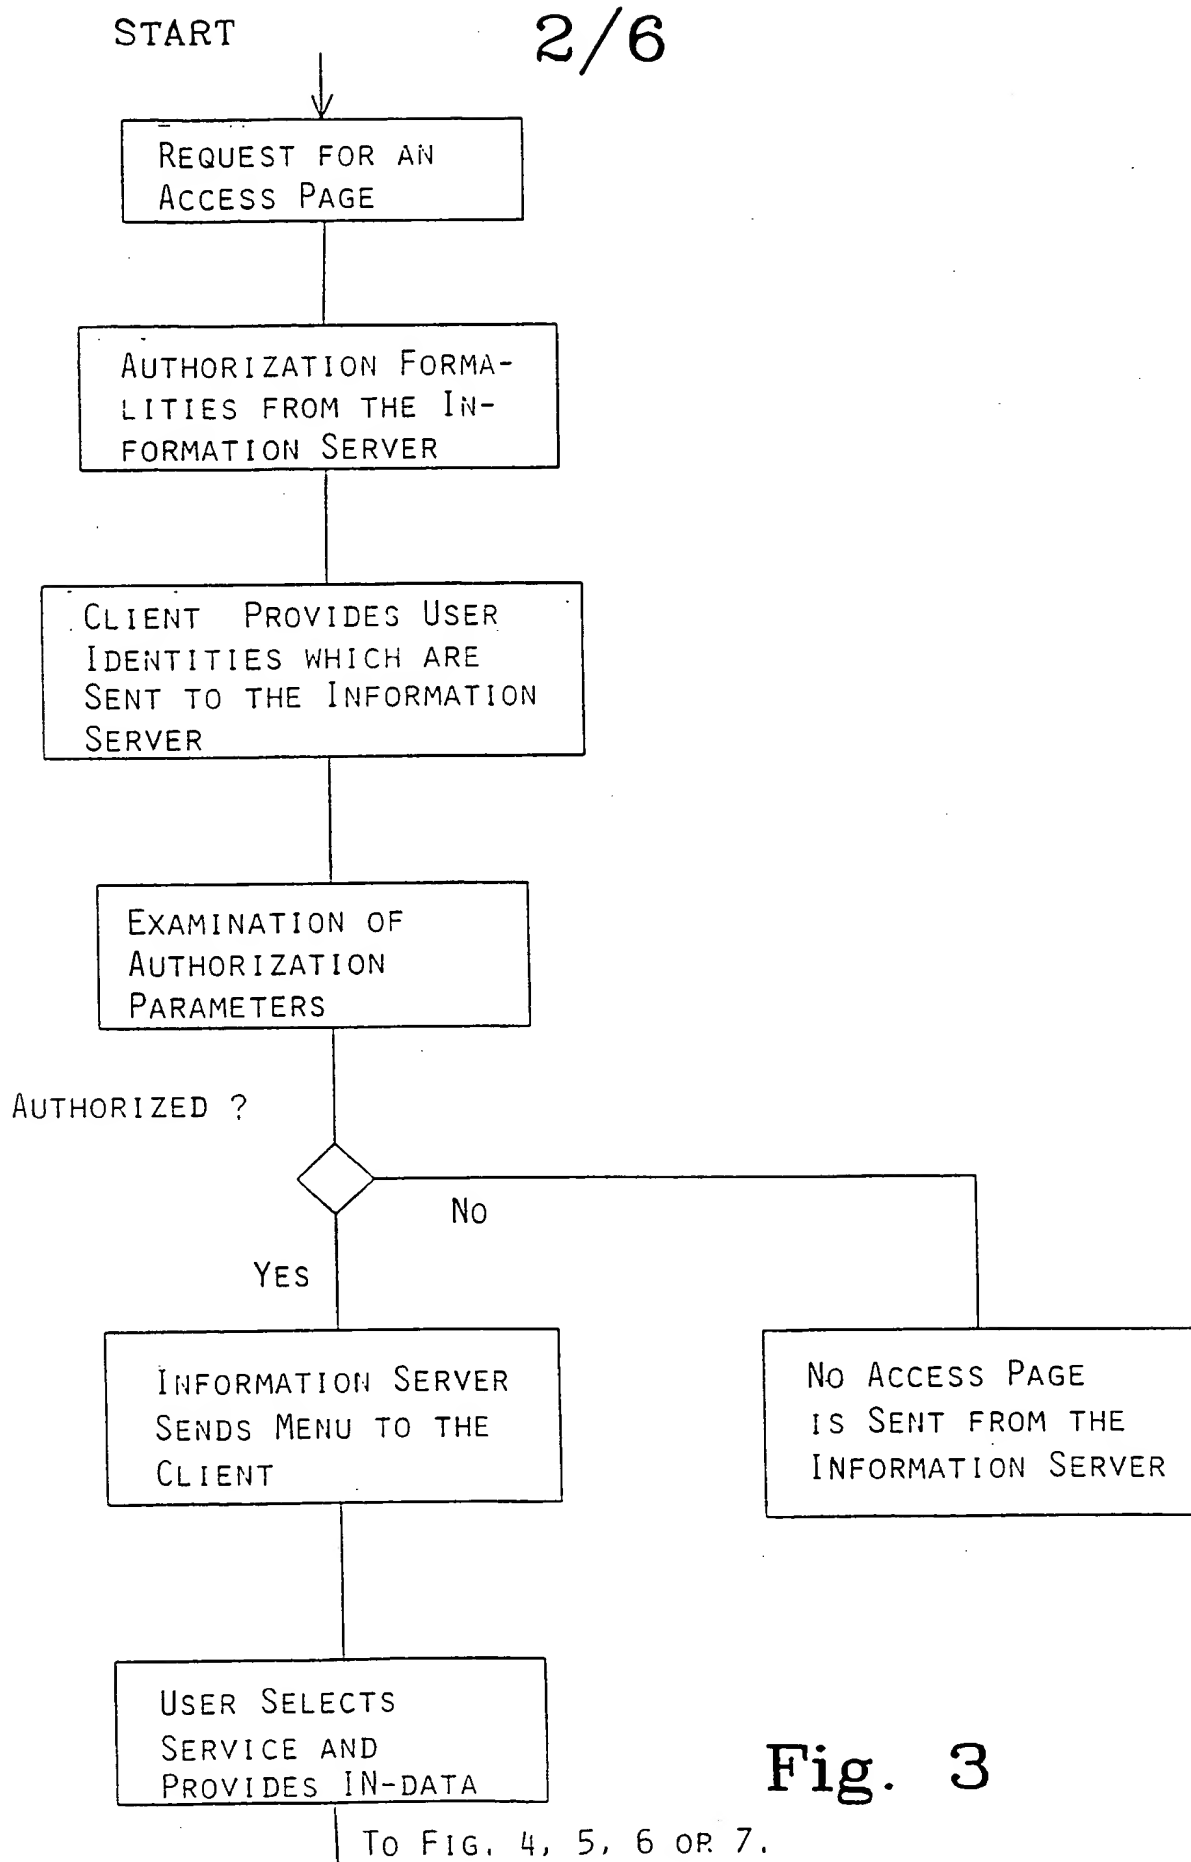 START
2/6
REQUEST FOR AN
ACCESS PAGE
AUTHORIZATION FORMA-
LITIES FROM THE IN-
FORMATION SERVER
CLIENT PROVIDES USER
IDENTITIES WHICH ARE
SENT TO THE INFORMATION
SERVER
EXAMINATION OF
AUTHORIZATION
PARAMETERS
AUTHORIZED ?
NO
YES
INFORMATION SERVER
SENDS MENU TO THE
CLIENT
NO ACCESS PAGE
IS SENT FROM THE
INFORMATION SERVER
USER SELECTS
SERVICE AND
PROVIDES IN-DATA
Fig. 3
TO FIG. 4, 5, 6 OR 7.